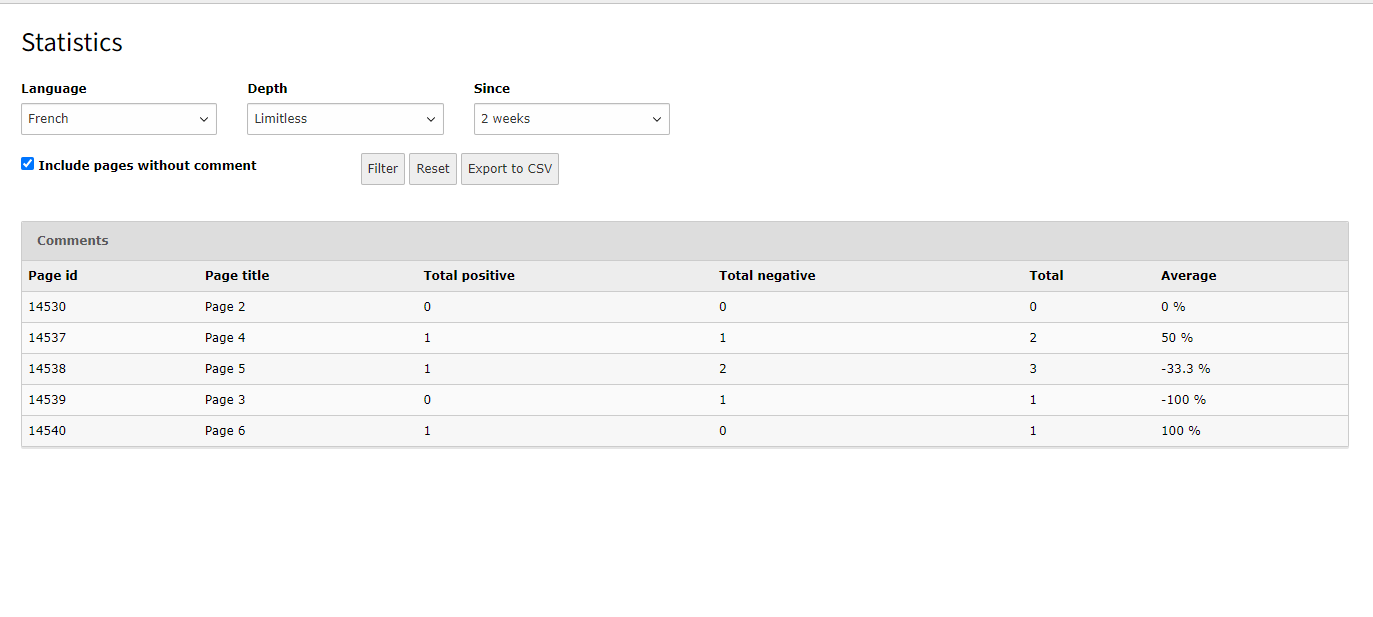 Statistics
Language Depth Since
French Limitless 2 weeks
Include pages without comment Filter Reset Export to CSV
Comments
Page id Page title Total positive Total negative Total Average
14530 Page 2 0 0 0 0 %
14537 Page 4 1 1 2 50 %
14538 Page 5 1 2 3 -33.3 %
14539 Page 3 0 1 1 -100 %
14540 Page 6 1 0 1 100 %